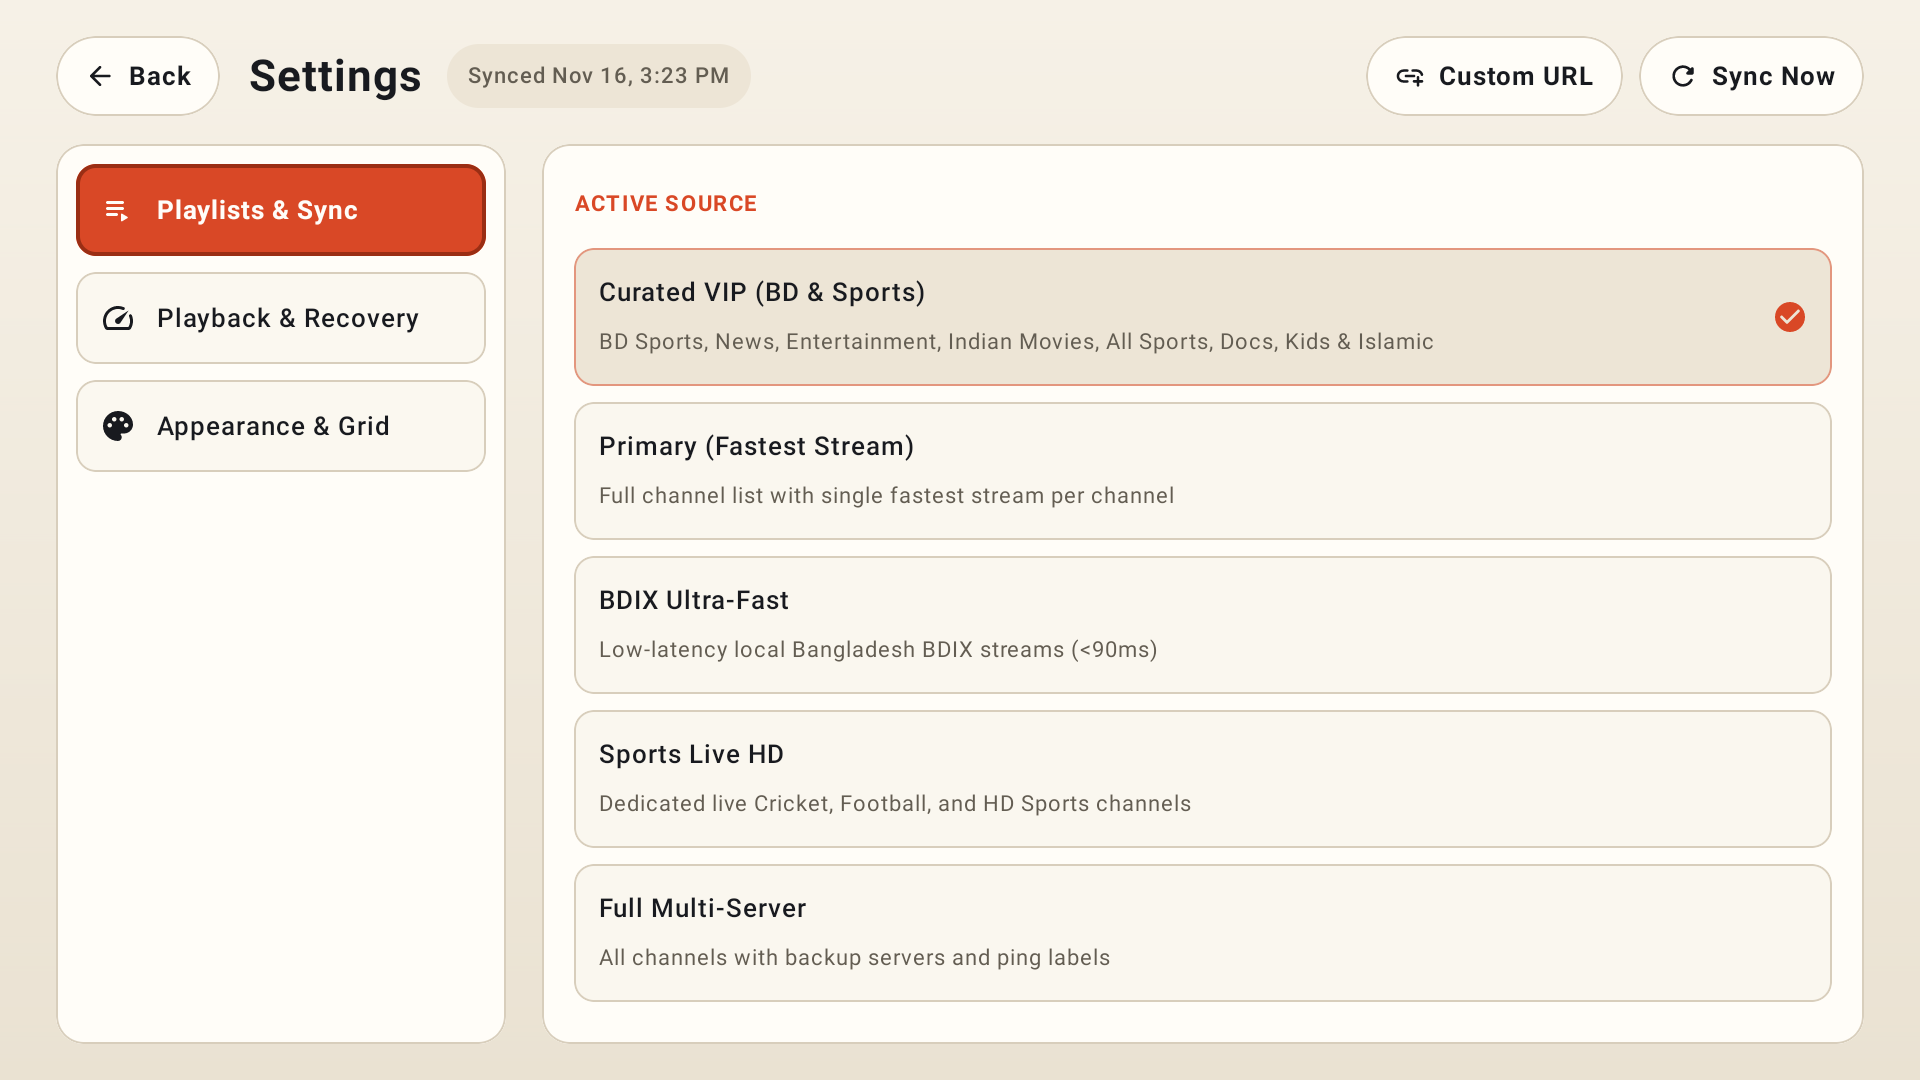 Back
Settings
Synced Nov 16, 3:23 PM
Custom URL
Sync Now
Playlists & Sync
Playback & Recovery
Appearance & Grid
ACTIVE SOURCE
Curated VIP (BD & Sports)
BD Sports, News, Entertainment, Indian Movies, All Sports, Docs, Kids & Islamic
Primary (Fastest Stream)
Full channel list with single fastest stream per channel
BDIX Ultra-Fast
Low-latency local Bangladesh BDIX streams (<90ms)
Sports Live HD
Dedicated live Cricket, Football, and HD Sports channels
Full Multi-Server
All channels with backup servers and ping labels